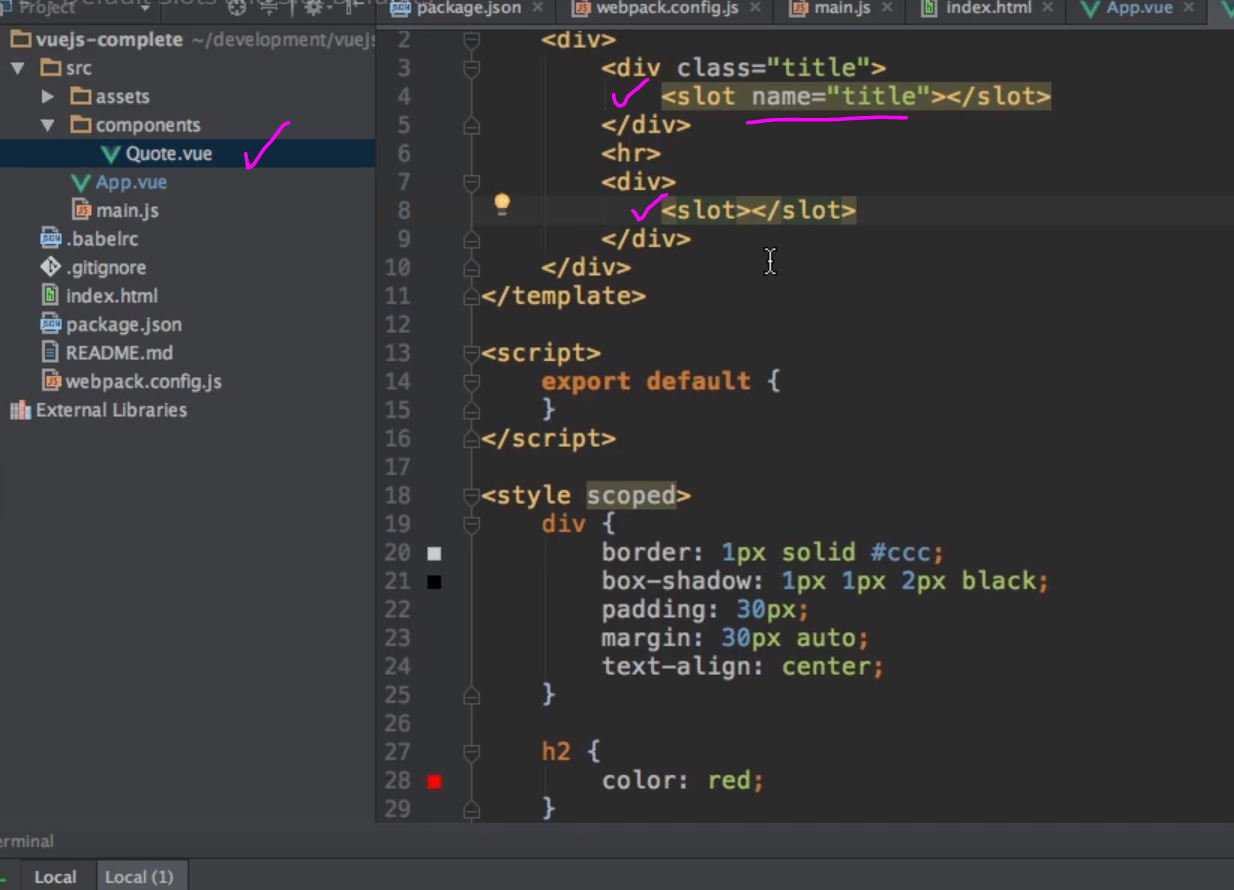 Project
package.json
webpack.config.js
main.js
index.html
App.vue
vuejs-complete ~/development/vuejs
src
assets
components
Quote.vue
App.vue
main.js
.babelrc
.gitignore
index.html
package.json
README.md
webpack.config.js
External Libraries
2 <div>
3 <div class="title">
4 <slot name="title"></slot>
5 </div>
6 <hr>
7 <div>
8 <slot></slot>
9 </div>
10 </div>
11 </template>
12
13 <script>
14 export default {
15 }
16 </script>
17
18 <style scoped>
19 div {
20 border: 1px solid #ccc;
21 box-shadow: 1px 1px 2px black;
22 padding: 30px;
23 margin: 30px auto;
24 text-align: center;
25 }
26
27 h2 {
28 color: red;
29 }
erminal
Local
Local (1)